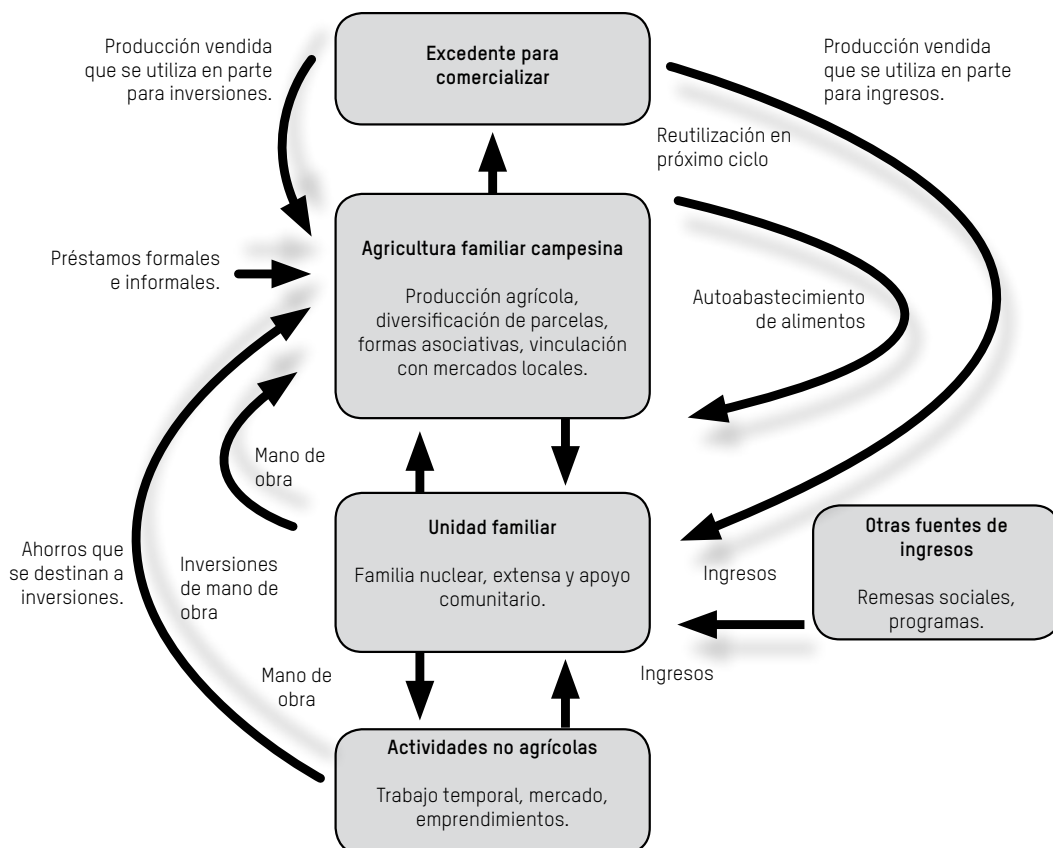 Producción vendida
que se utiliza en parte
para inversiones.
Excedente para
comercializar
Producción vendida
que se utiliza en parte
para ingresos.
Reutilización en
próximo ciclo
Agricultura familiar campesina
Producción agrícola,
diversificación de parcelas,
formas asociativas, vinculación
con mercados locales.
Préstamos formales
e informales.
Autoabastecimiento
de alimentos
Mano de
obra
Unidad familiar
Familia nuclear, extensa y apoyo
comunitario.
Otras fuentes de
ingresos
Remesas sociales,
programas.
Ahorros que
se destinan a
inversiones.
Inversiones
de mano de
obra
Ingresos
Mano de
obra
Ingresos
Actividades no agrícolas
Trabajo temporal, mercado,
emprendimientos.